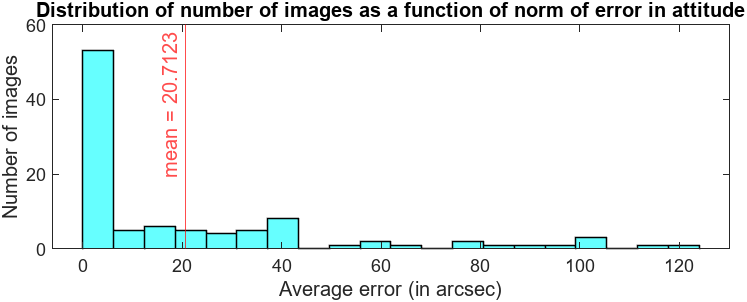 Distribution of number of images as a function of norm of error in attitude
mean = 20.7123
Number of images
60
40
20
0
0 20 40 60 80 100 120
Average error (in arcsec)